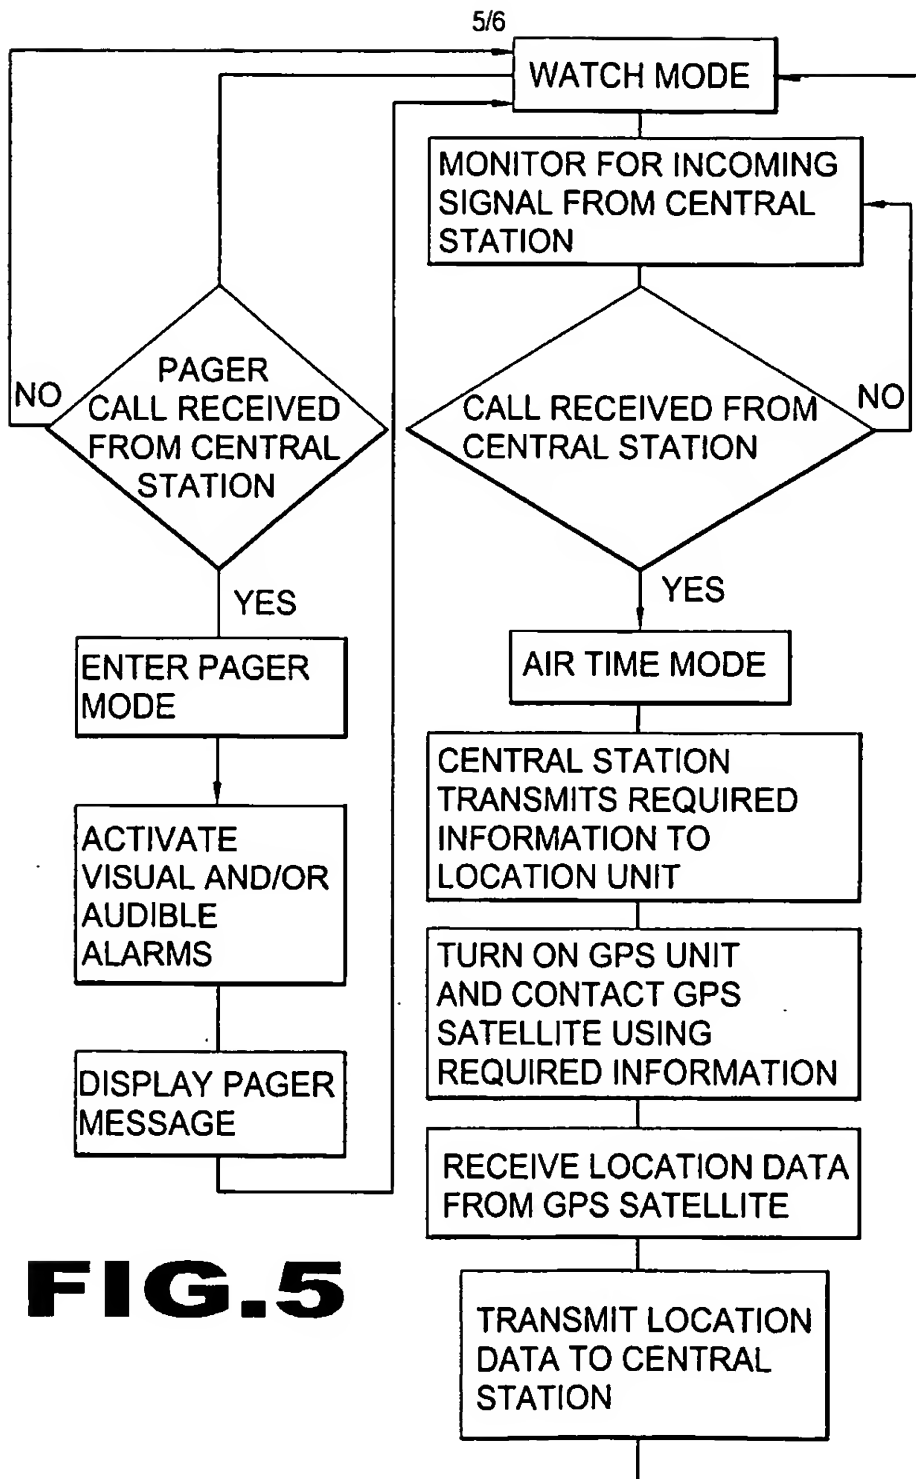 5/6
WATCH MODE
MONITOR FOR INCOMING
SIGNAL FROM CENTRAL
STATION
PAGER
CALL RECEIVED
FROM CENTRAL
STATION
NO
CALL RECEIVED FROM
CENTRAL STATION
NO
YES
YES
ENTER PAGER
MODE
AIR TIME MODE
ACTIVATE
VISUAL AND/OR
AUDIBLE
ALARMS
CENTRAL STATION
TRANSMITS REQUIRED
INFORMATION TO
LOCATION UNIT
TURN ON GPS UNIT
AND CONTACT GPS
SATELLITE USING
REQUIRED INFORMATION
DISPLAY PAGER
MESSAGE
RECEIVE LOCATION DATA
FROM GPS SATELLITE
TRANSMIT LOCATION
DATA TO CENTRAL
STATION
FIG.5